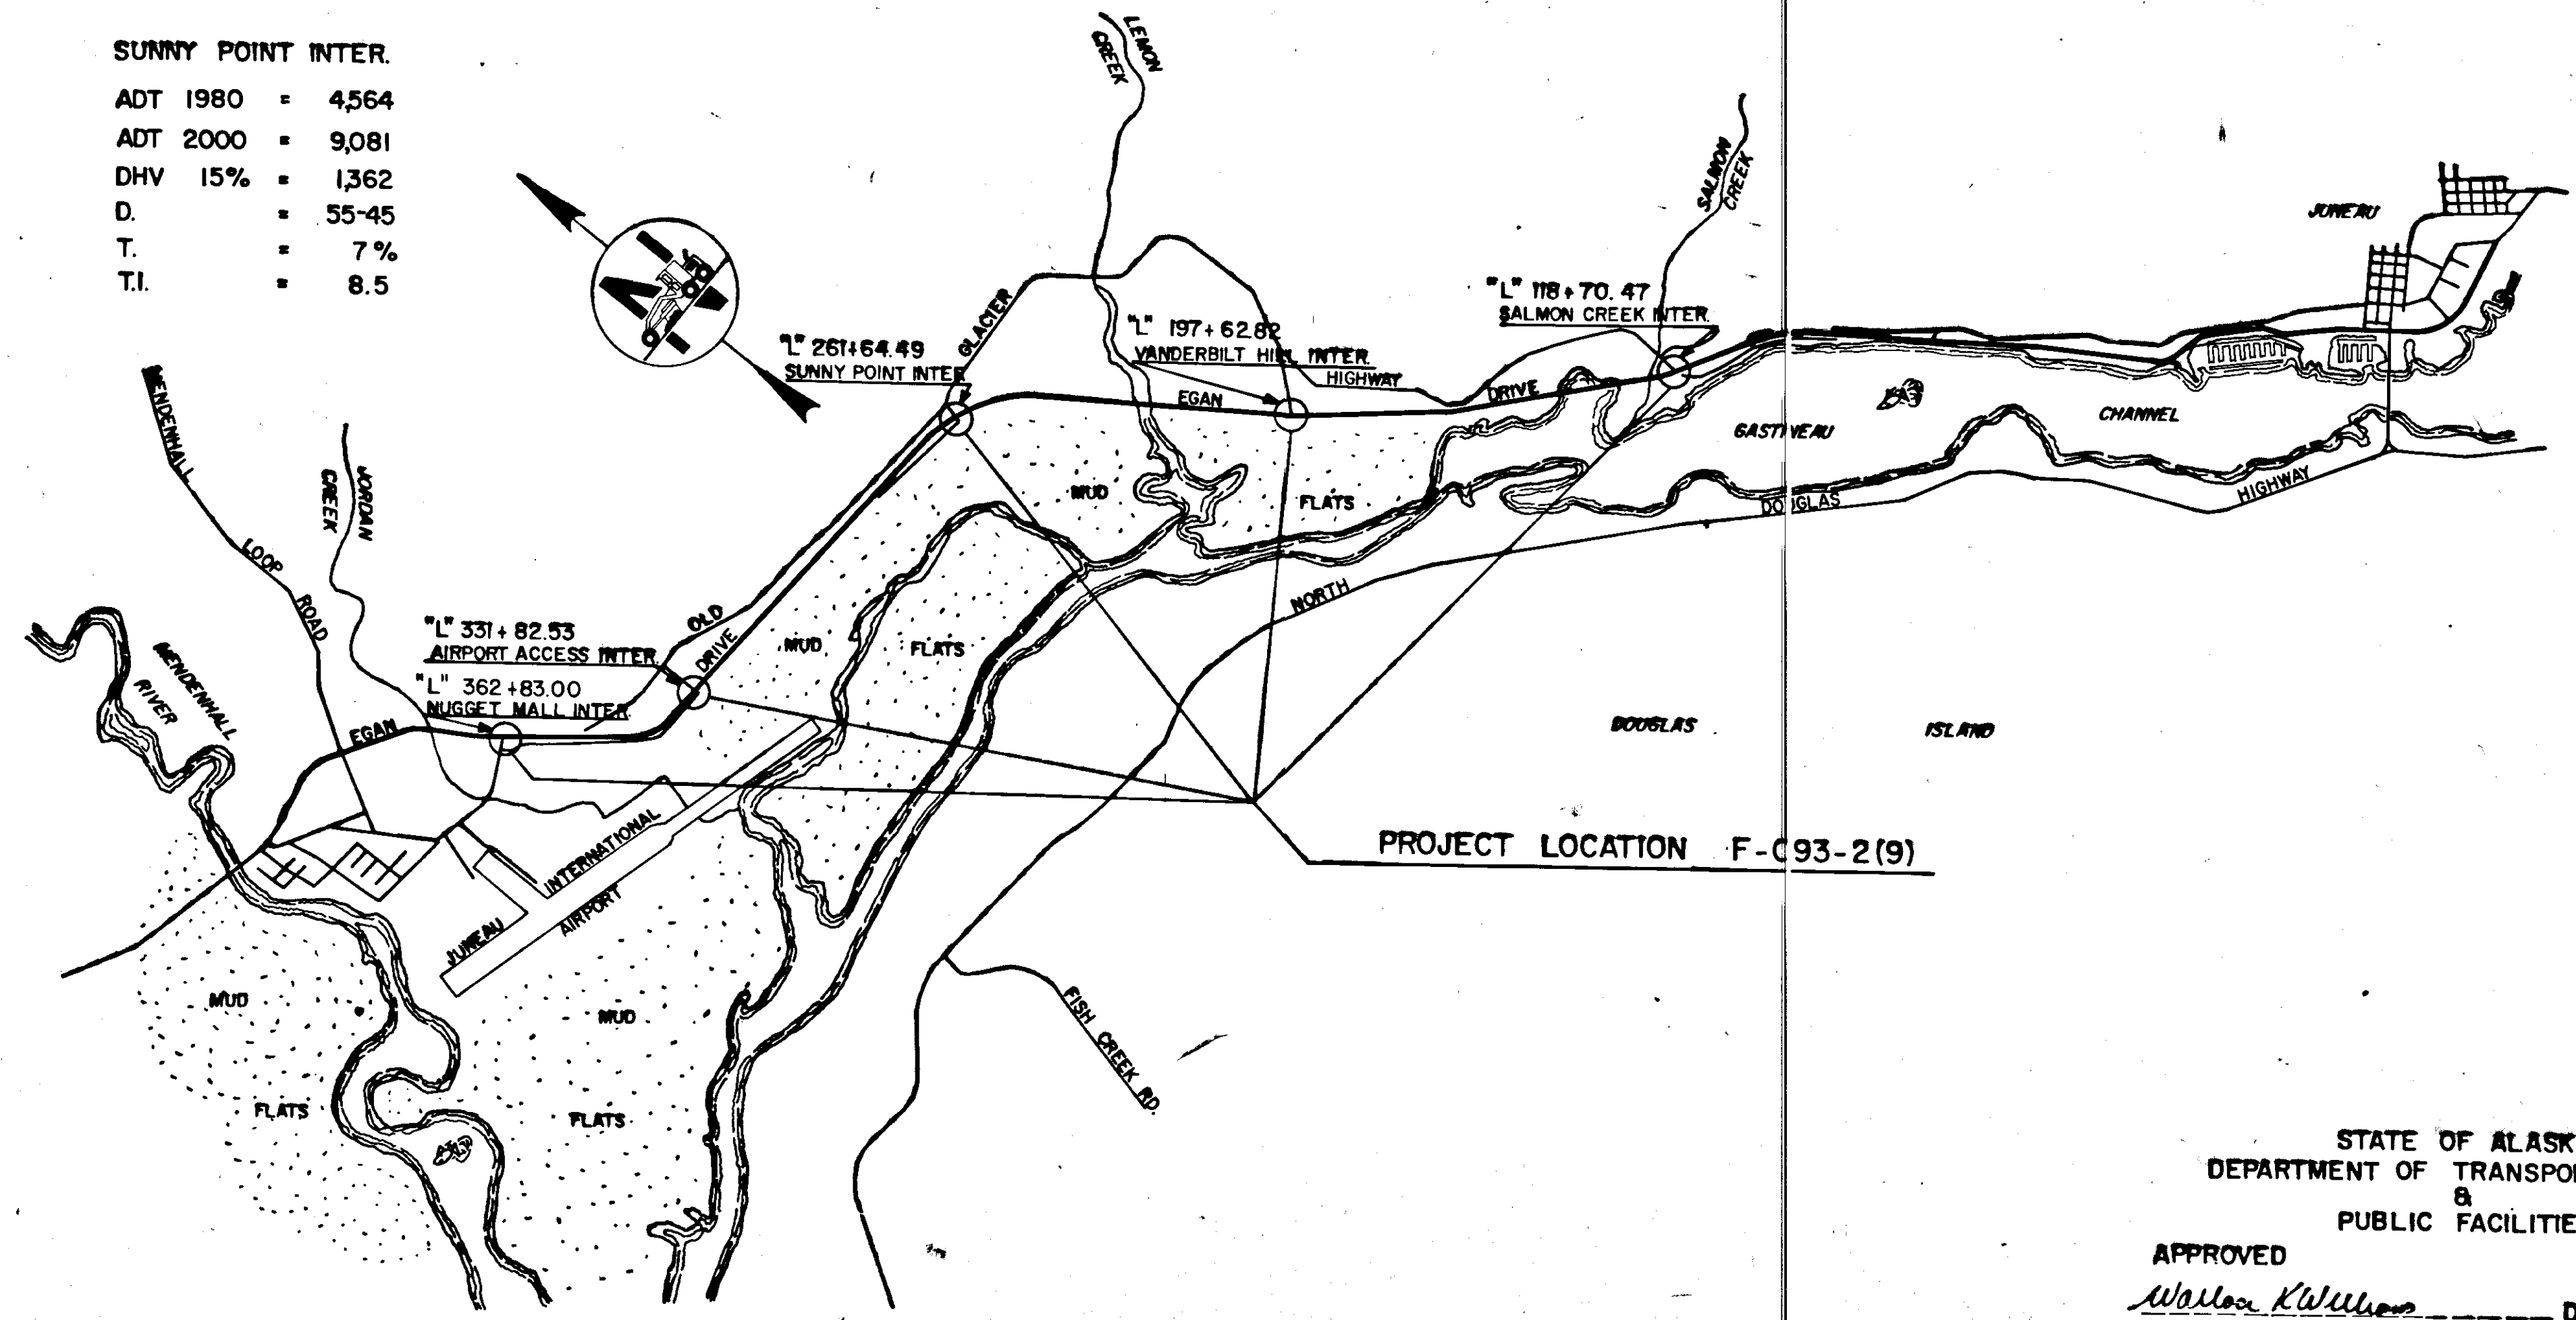 SUNNY POINT INTER.
ADT 1980 = 4,564
ADT 2000 = 9,081
DHV 15% = 1,362
D. = 55-45
T. = 7%
T.I. = 8.5
LEMON
CREEK
SALMON
CREEK
JUNEAU
"L" 118+70.47
SALMON CREEK INTER.
"L" 197+62.82
VANDERBILT HILL INTER.
"L" 261+64.49
SUNNY POINT INTER
GLACIER
HIGHWAY
EGAN
DRIVE
GASTINEAU
CHANNEL
MENDENHALL
LOOP
ROAD
JORDAN
CREEK
MUD
FLATS
DOUGLAS
HIGHWAY
NORTH
"L" 331+82.53
AIRPORT ACCESS INTER.
OLD
DRIVE
MUD
FLATS
MENDENHALL
RIVER
"L" 362+83.00
NUGGET MALL INTER.
EGAN
DOUGLAS
ISLAND
PROJECT LOCATION F-093-2(9)
JUNEAU
INTERNATIONAL
AIRPORT
MUD
FLATS
MUD
FLATS
FISH CREEK RD.
STATE OF ALASK
DEPARTMENT OF TRANSPO
&
PUBLIC FACILITIE
APPROVED